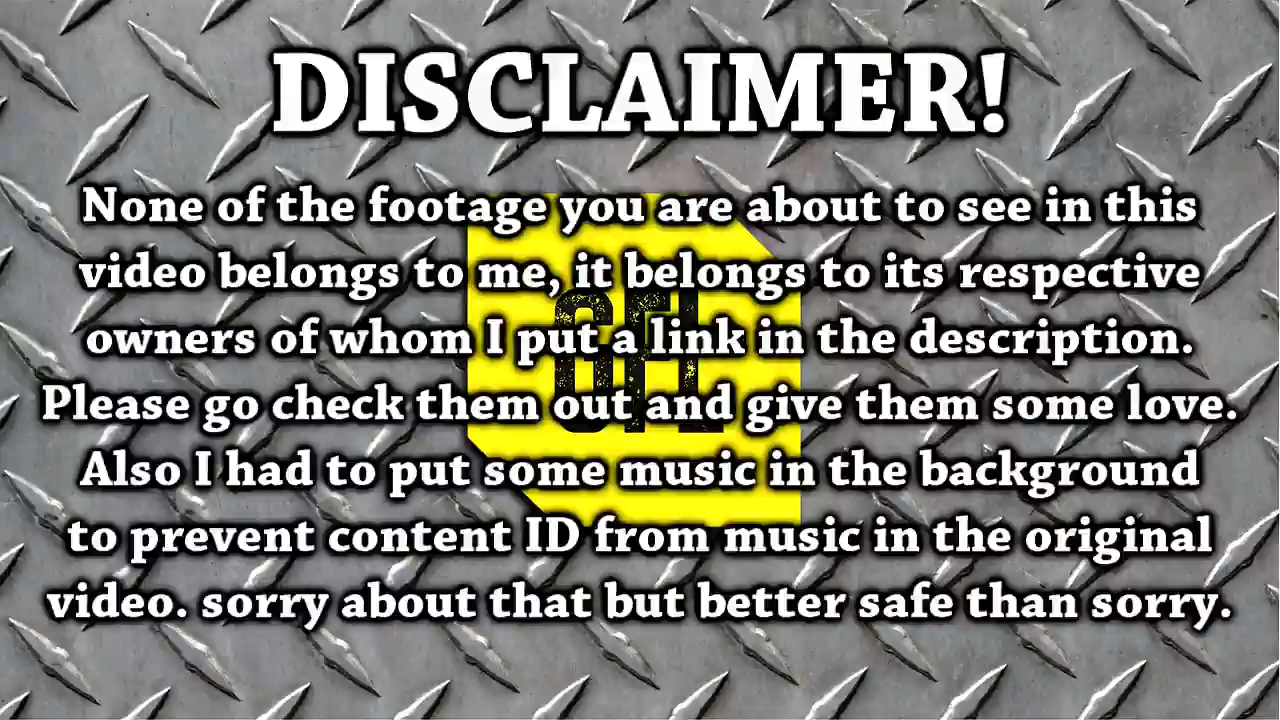 DISCLAIMER!
None of the footage you are about to see in this
video belongs to me, it belongs to its respective
owners of whom I put a link in the description.
Please go check them out and give them some love.
Also I had to put some music in the background
to prevent content ID from music in the original
video. sorry about that but better safe than sorry.
GFL